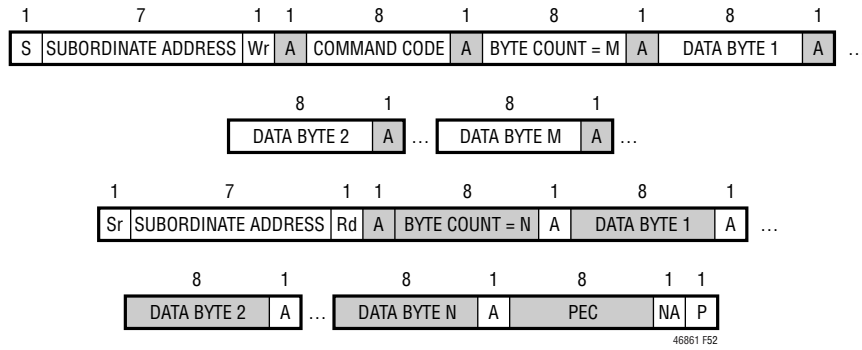 1 7 1 1 8 1 8 1 8 1
S SUBORDINATE ADDRESS Wr A COMMAND CODE A BYTE COUNT = M A DATA BYTE 1 A ..
8 1 8 1
DATA BYTE 2 A ... DATA BYTE M A ...
1 7 1 1 8 1 8 1
Sr SUBORDINATE ADDRESS Rd A BYTE COUNT = N A DATA BYTE 1 A ...
8 1 8 1 8 1 1
DATA BYTE 2 A ... DATA BYTE N A PEC NA P
46861 F52